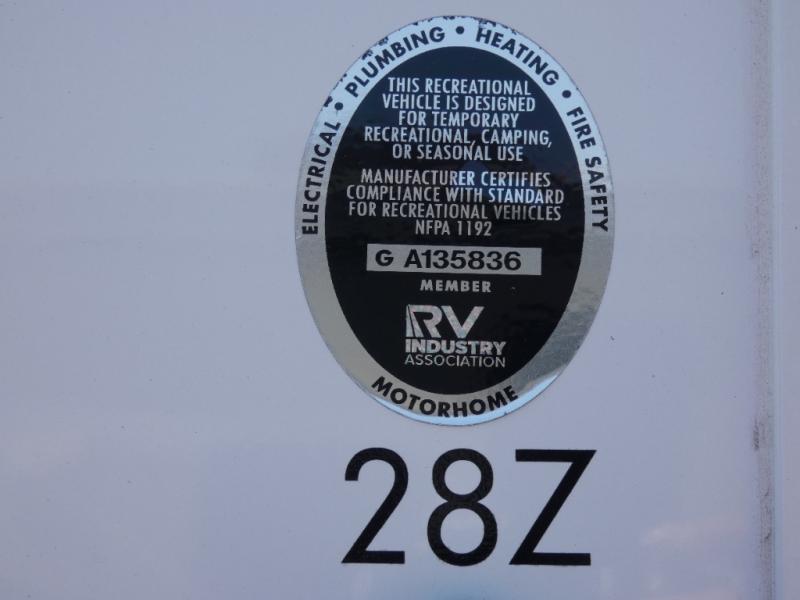 ELECTRICAL • PLUMBING • HEATING • FIRE SAFETY
THIS RECREATIONAL
VEHICLE IS DESIGNED
FOR TEMPORARY
RECREATIONAL, CAMPING,
OR SEASONAL USE
MANUFACTURER CERTIFIES
COMPLIANCE WITH STANDARD
FOR RECREATIONAL VEHICLES
NFPA 1192
G A135836
MEMBER
RV
INDUSTRY
ASSOCIATION
MOTORHOME
28Z